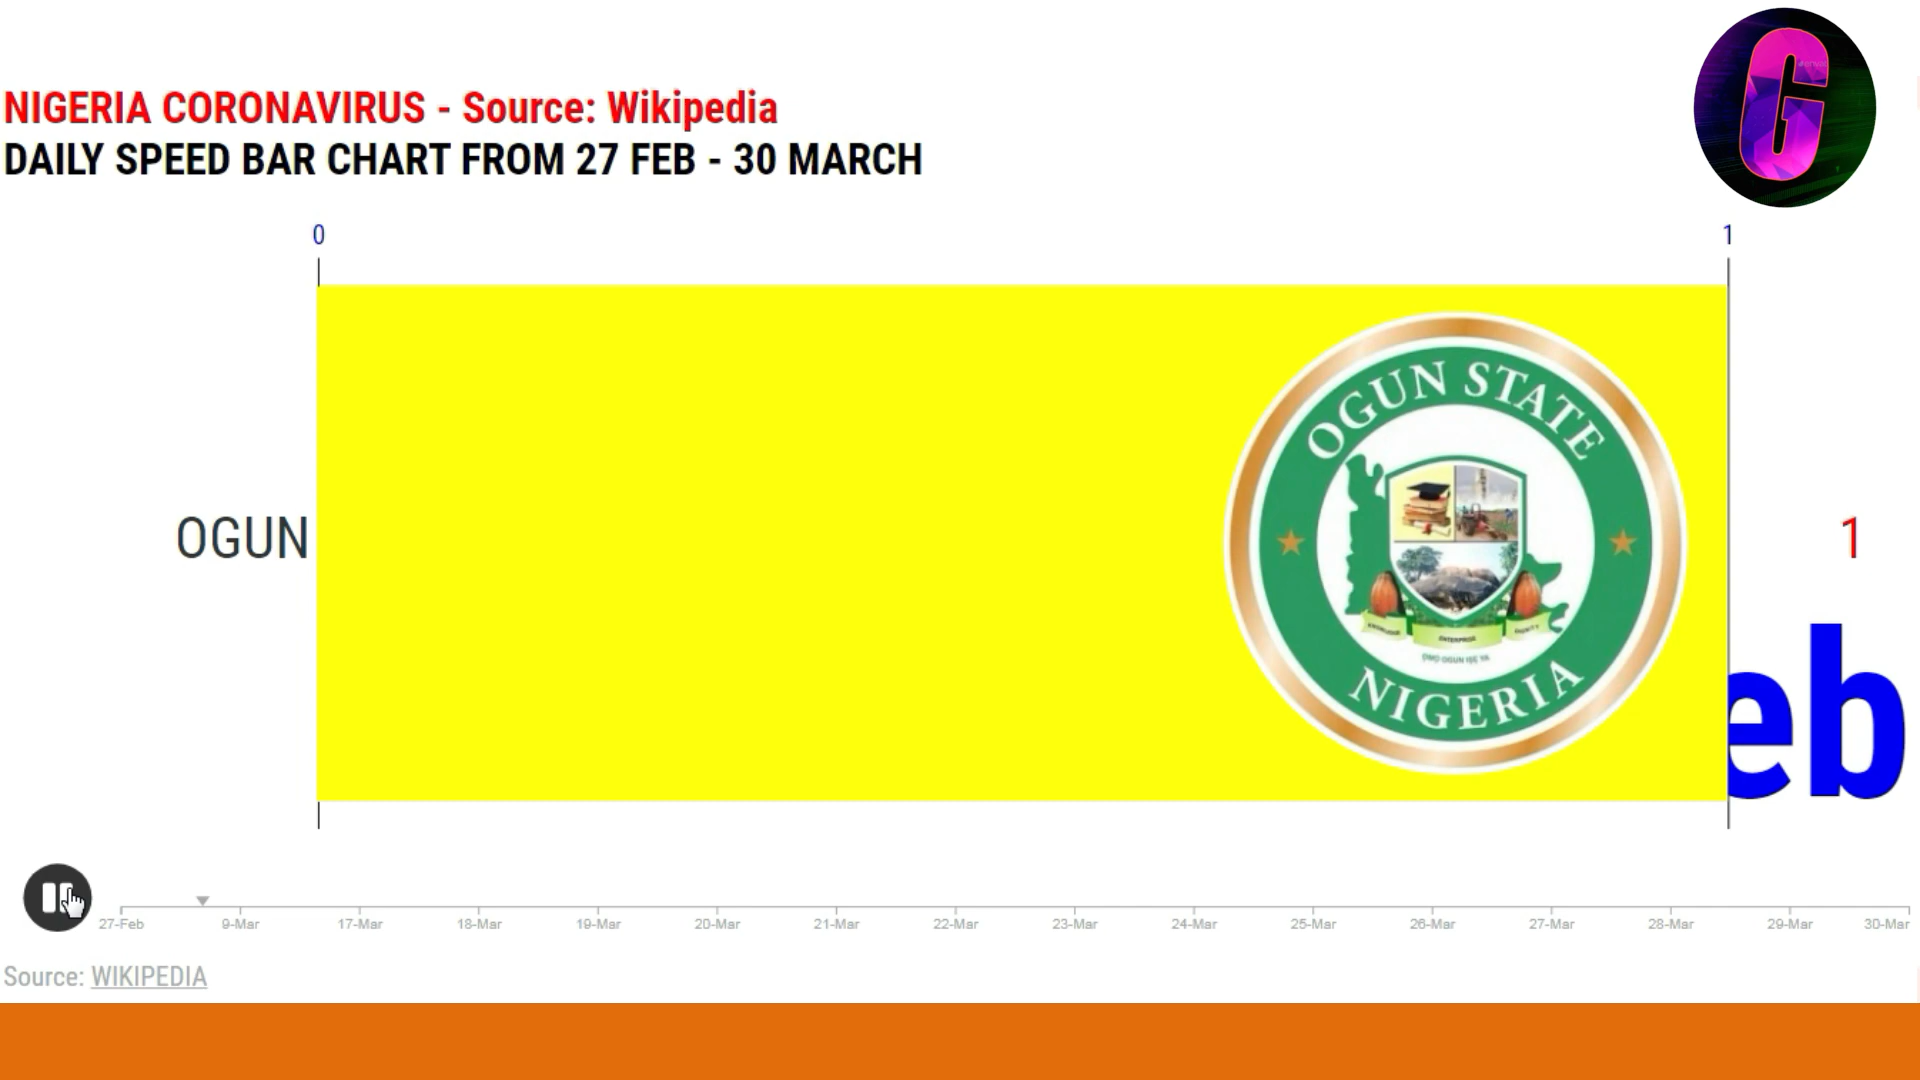 NIGERIA CORONAVIRUS - Source: Wikipedia
DAILY SPEED BAR CHART FROM 27 FEB - 30 MARCH
G
0 1
OGUN STATE
OGUN
1
ENTERPRISE
NIGERIA
eb
27-Feb 9-Mar 17-Mar 18-Mar 19-Mar 20-Mar 21-Mar 22-Mar 23-Mar 24-Mar 25-Mar 26-Mar 27-Mar 28-Mar 29-Mar 30-Mar
Source: WIKIPEDIA